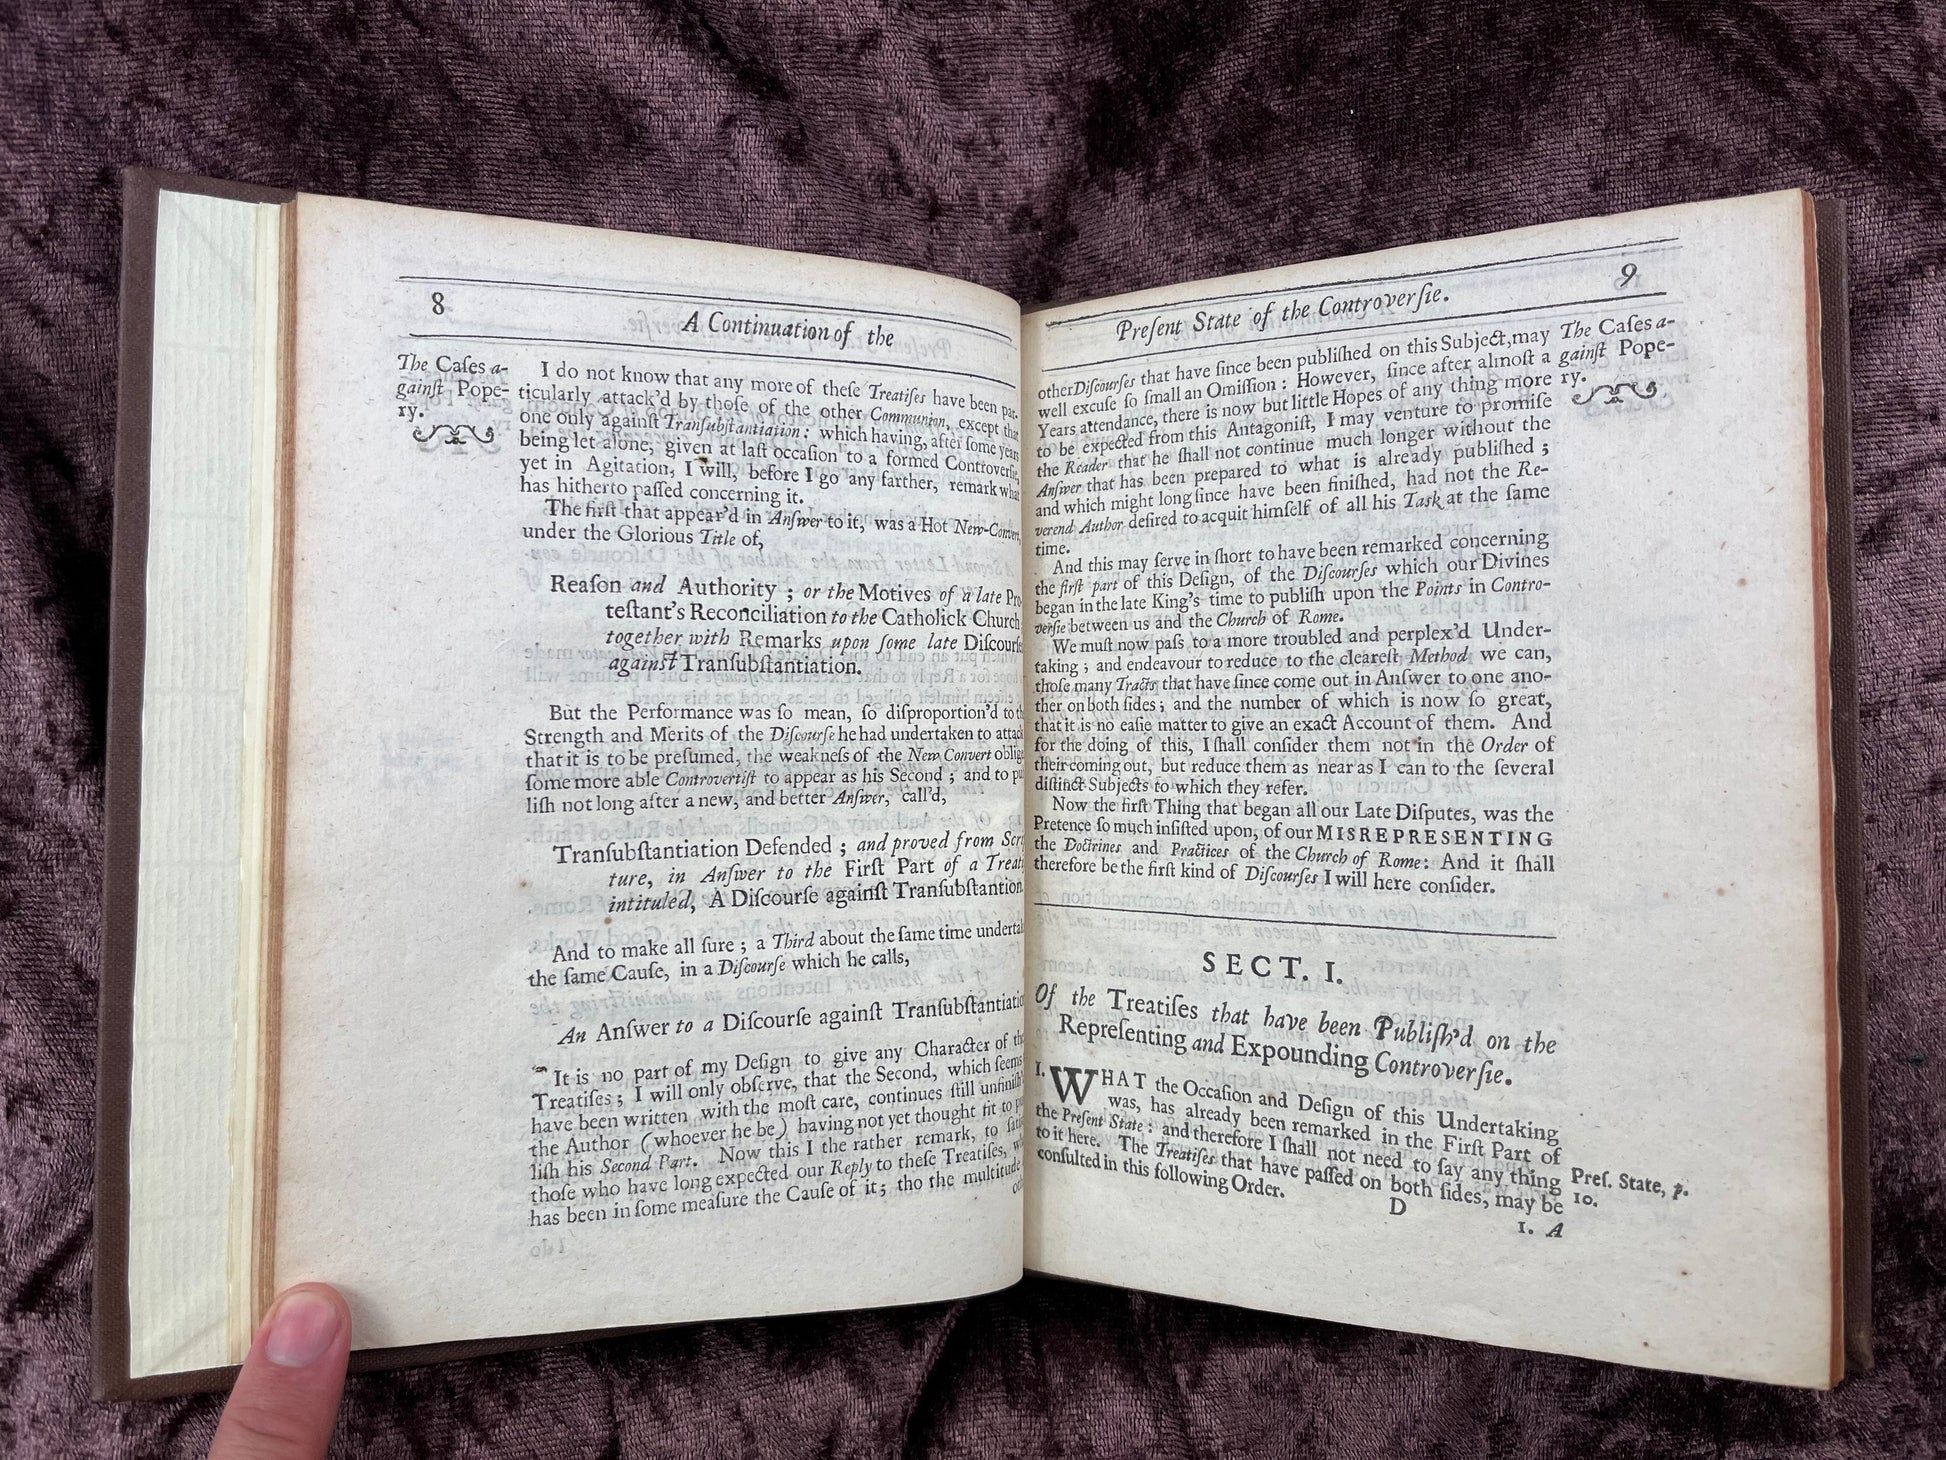 8
A Continuation of the
The Caſes a-
gainſt Pope-
ry.
I do not know that any more of theſe Treatiſes have been par-
ticularly attack'd by thoſe of the other Communion, except that
one only againſt Tranſubſtantiation: which having, after ſome years
being let alone, given at laſt occaſion to a formed Controverſie,
yet in Agitation, I will, before I go any farther, remark what
has hitherto paſſed concerning it.
The firſt that appear'd in Anſwer to it, was a Hot New-Convert,
under the Glorious Title of,
Reaſon and Authority ; or the Motives of a late Pro
teſtant's Reconciliation to the Catholick Church
together with Remarks upon ſome late Diſcourſe
againſt Tranſubſtantiation.
But the Performance was ſo mean, ſo diſproportion'd to th
Strength and Merits of the Diſcourſe he had undertaken to attack
that it is to be preſumed, the weakneſs of the New Convert oblig
ſome more able Controvertiſt to appear as his Second ; and to pu
liſh not long after a new, and better Anſwer, call'd,
Tranſubſtantiation Defended ; and proved from Scri
ture, in Anſwer to the Firſt Part of a Treati
intituled, A Diſcourſe againſt Tranſubſtantion.
And to make all ſure ; a Third about the ſame time undertak
the ſame Cauſe, in a Diſcourſe which he calls,
An Anſwer to a Diſcourſe againſt Tranſubſtantiatio
It is no part of my Deſign to give any Character of the
Treatiſes ; I will only obſerve, that the Second, which ſeems
have been written with the moſt care, continues ſtill unfiniſh'
the Author (whoever he be) having not yet thought fit to pu
liſh his Second Part. Now this I the rather remark, to ſatis
thoſe who have long expected our Reply to theſe Treatiſes, w
has been in ſome meaſure the Cauſe of it; tho the multitude
oth
Preſent State of the Controverſie.
9
other Diſcourſes that have ſince been publiſhed on this Subject, may
well excuſe ſo ſmall an Omiſſion : However, ſince after almoſt a
Years attendance, there is now but little Hopes of any thing more
to be expected from this Antagoniſt, I may venture to promiſe
the Reader that he ſhall not continue much longer without the
Anſwer that has been prepared to what is already publiſhed ;
and which might long ſince have been finiſhed, had not the Re-
verend Author deſired to acquit himſelf of all his Task at the ſame
time.
The Caſes a-
gainſt Pope-
ry.
And this may ſerve in ſhort to have been remarked concerning
the firſt part of this Deſign, of the Diſcourſes which our Divines
began in the late King's time to publiſh upon the Points in Contro-
verſie between us and the Church of Rome.
We muſt now paſs to a more troubled and perplex'd Under-
taking ; and endeavour to reduce to the cleareſt Method we can,
thoſe many Tracts that have ſince come out in Anſwer to one ano-
ther on both ſides ; and the number of which is now ſo great,
that it is no eaſie matter to give an exact Account of them. And
for the doing of this, I ſhall conſider them not in the Order of
their coming out, but reduce them as near as I can to the ſeveral
diſtinct Subjects to which they refer.
Now the firſt Thing that began all our Late Diſputes, was the
Pretence ſo much inſiſted upon, of our MISREPRESENTING
the Doctrines and Practices of the Church of Rome: And it ſhall
therefore be the firſt kind of Diſcourſes I will here conſider.
SECT. I.
Of the Treatiſes that have been Publiſh'd on the
Repreſenting and Expounding Controverſie.
I. WHAT the Occaſion and Deſign of this Undertaking
was, has already been remarked in the Firſt Part of
the Preſent State : and therefore I ſhall not need to ſay any thing
to it here. The Treatiſes that have paſſed on both ſides, may be
conſulted in this following Order.
Preſ. State, p.
10.
D
1. A